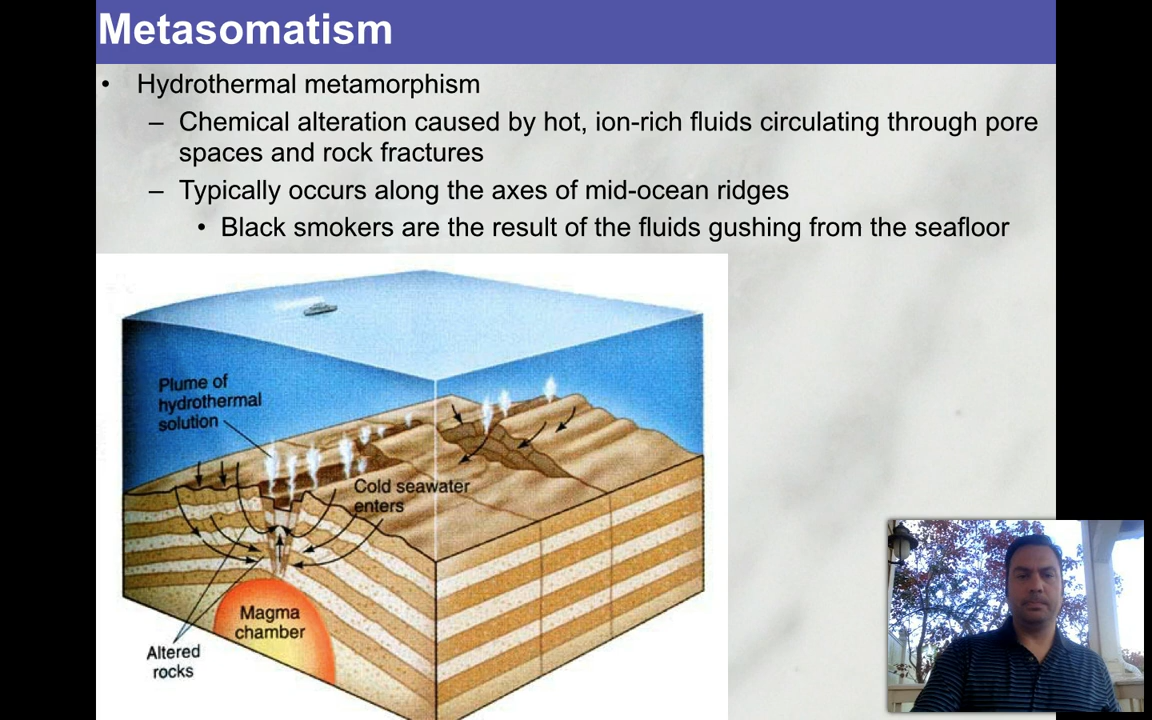 Metasomatism
• Hydrothermal metamorphism
– Chemical alteration caused by hot, ion-rich fluids circulating through pore
spaces and rock fractures
– Typically occurs along the axes of mid-ocean ridges
• Black smokers are the result of the fluids gushing from the seafloor
Plume of
hydrothermal
solution
Cold seawater
enters
Magma
chamber
Altered
rocks